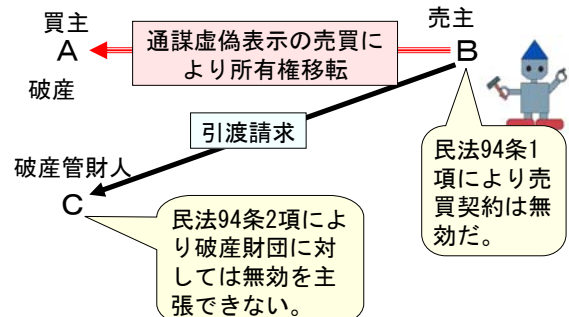 買主
A
破産
通謀虚偽表示の売買に
より所有権移転
売主
B
引渡請求
民法94条1
項により売
買契約は無
効だ。
破産管財人
C
民法94条2項によ
り破産財団に対
しては無効を主
張できない。